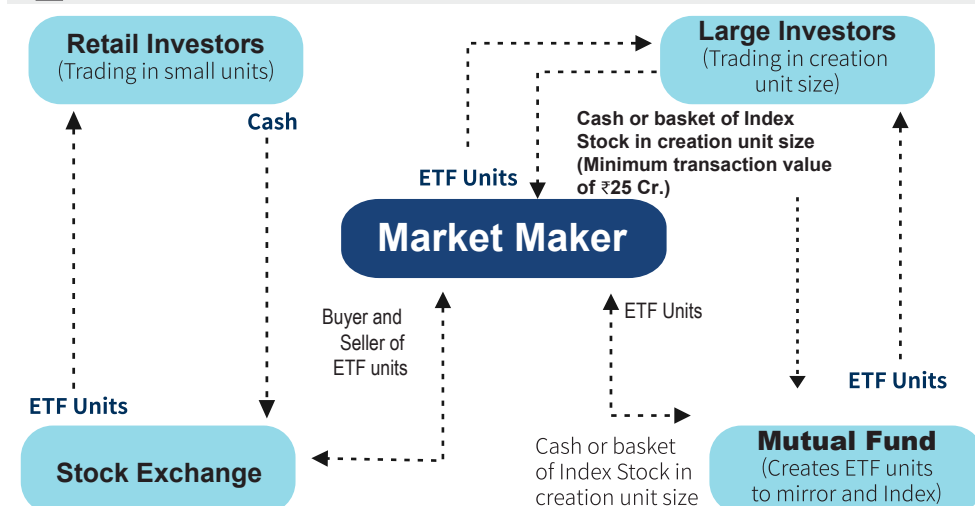 Retail Investors
(Trading in small units)
Large Investors
(Trading in creation
unit size)
Cash
Cash or basket of Index
Stock in creation unit size
(Minimum transaction value
of ₹25 Cr.)
ETF Units
Market Maker
Buyer and
Seller of
ETF units
ETF Units
ETF Units
ETF Units
Stock Exchange
Cash or basket
of Index Stock in
creation unit size
Mutual Fund
(Creates ETF units
to mirror and Index)